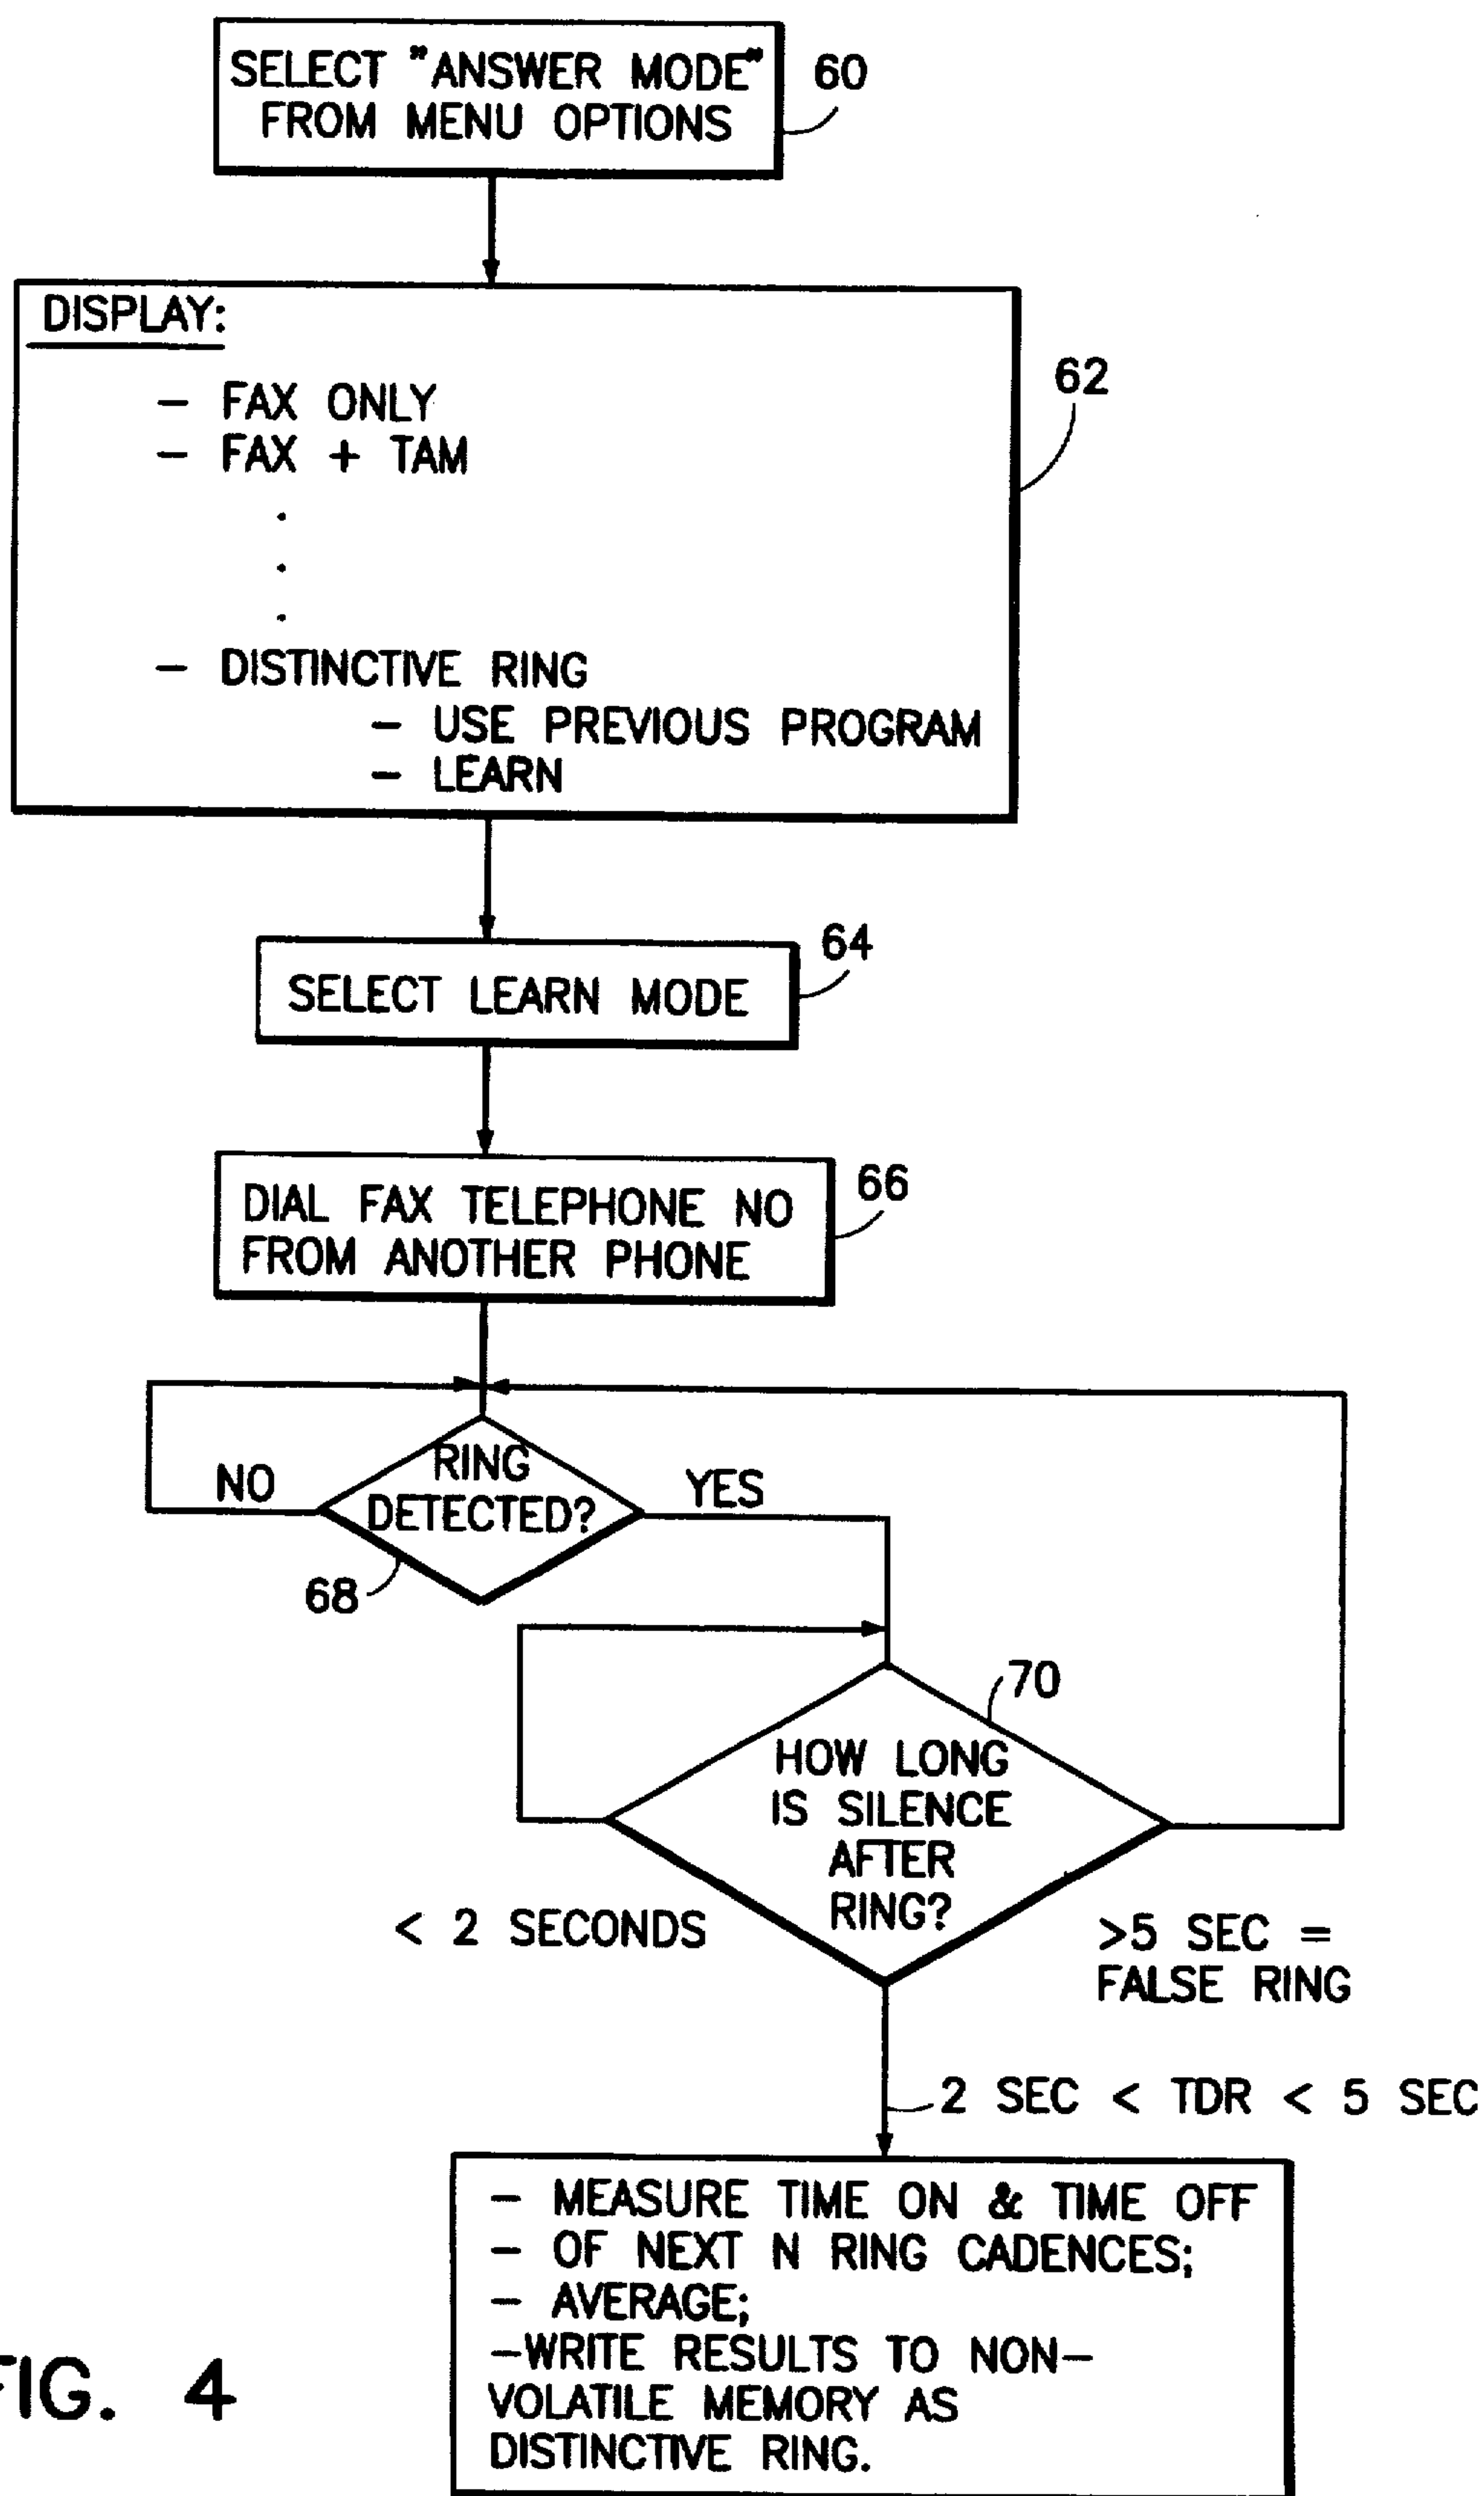 SELECT "ANSWER MODE"
FROM MENU OPTIONS
60
DISPLAY:
- FAX ONLY
- FAX + TAM
.
.
.
- DISTINCTIVE RING
- USE PREVIOUS PROGRAM
- LEARN
62
SELECT LEARN MODE
64
DIAL FAX TELEPHONE NO
FROM ANOTHER PHONE
66
RING
DETECTED?
NO
YES
68
70
HOW LONG
IS SILENCE
AFTER
RING?
< 2 SECONDS
>5 SEC =
FALSE RING
2 SEC < TDR < 5 SEC
- MEASURE TIME ON & TIME OFF
- OF NEXT N RING CADENCES;
- AVERAGE;
-WRITE RESULTS TO NON-
VOLATILE MEMORY AS
DISTINCTIVE RING.
FIG. 4